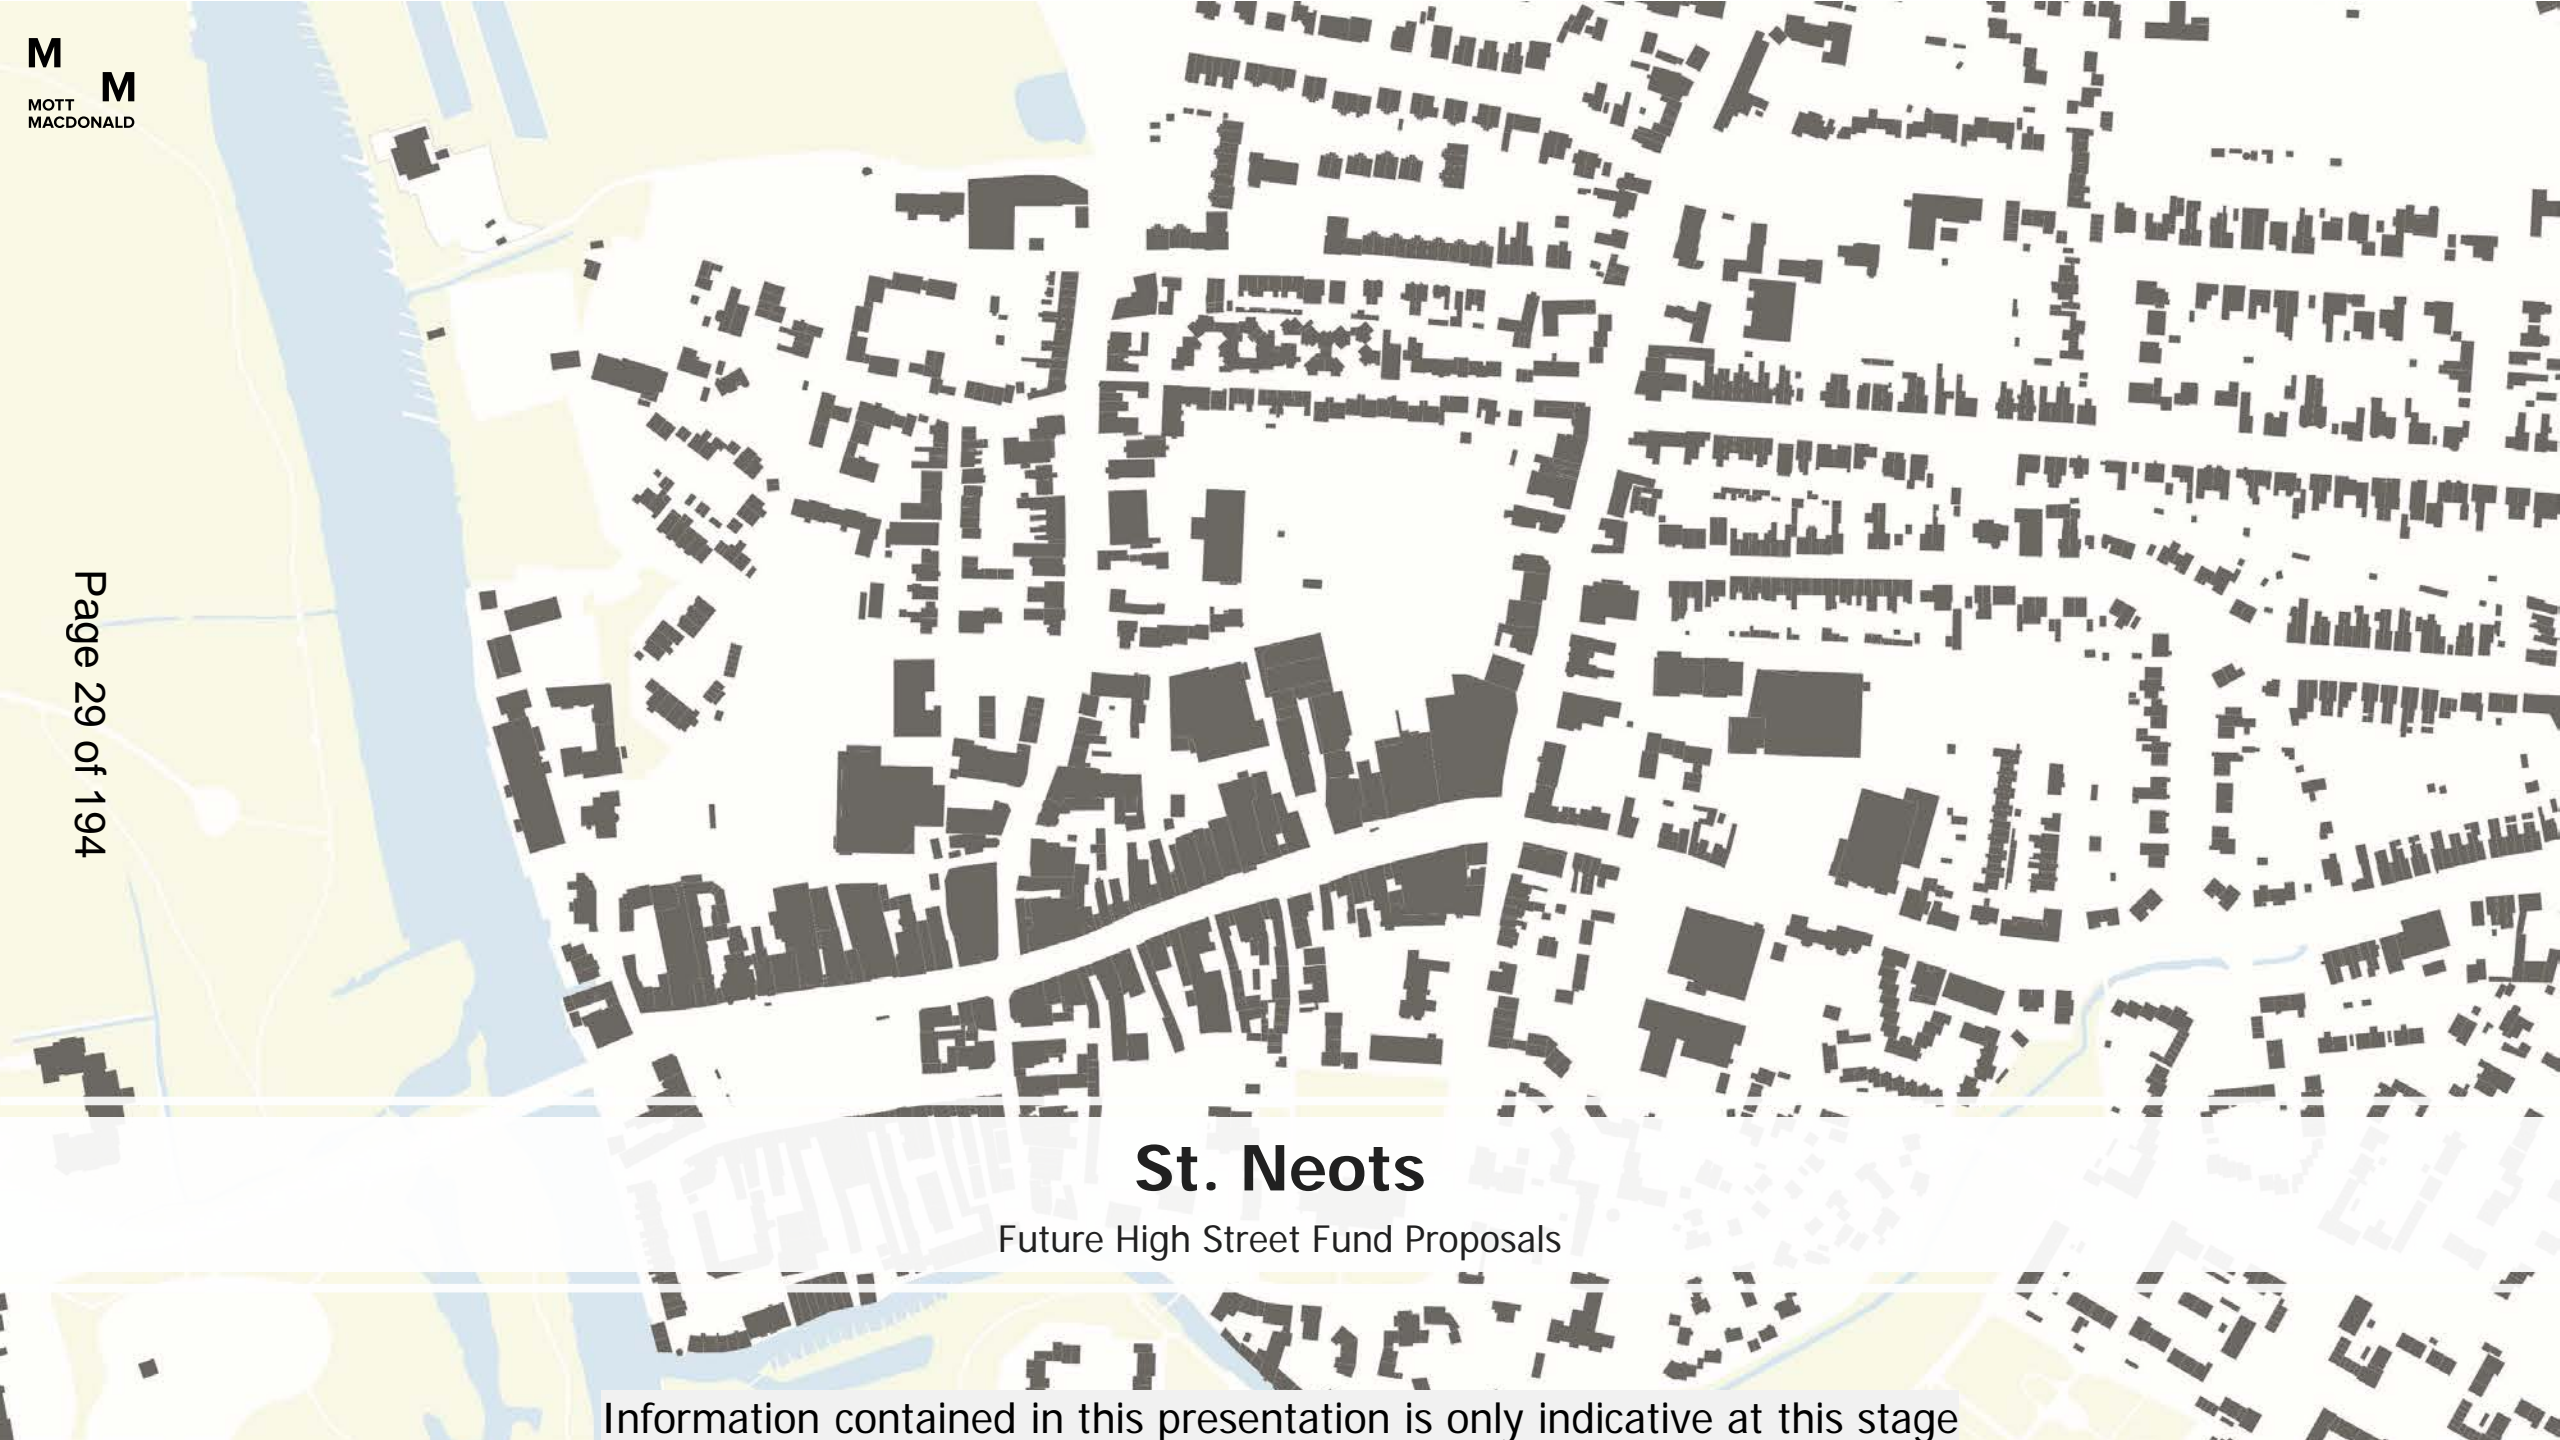 M
M
MOTT
MACDONALD
Page 29 of 194
St. Neots
Future High Street Fund Proposals
Information contained in this presentation is only indicative at this stage